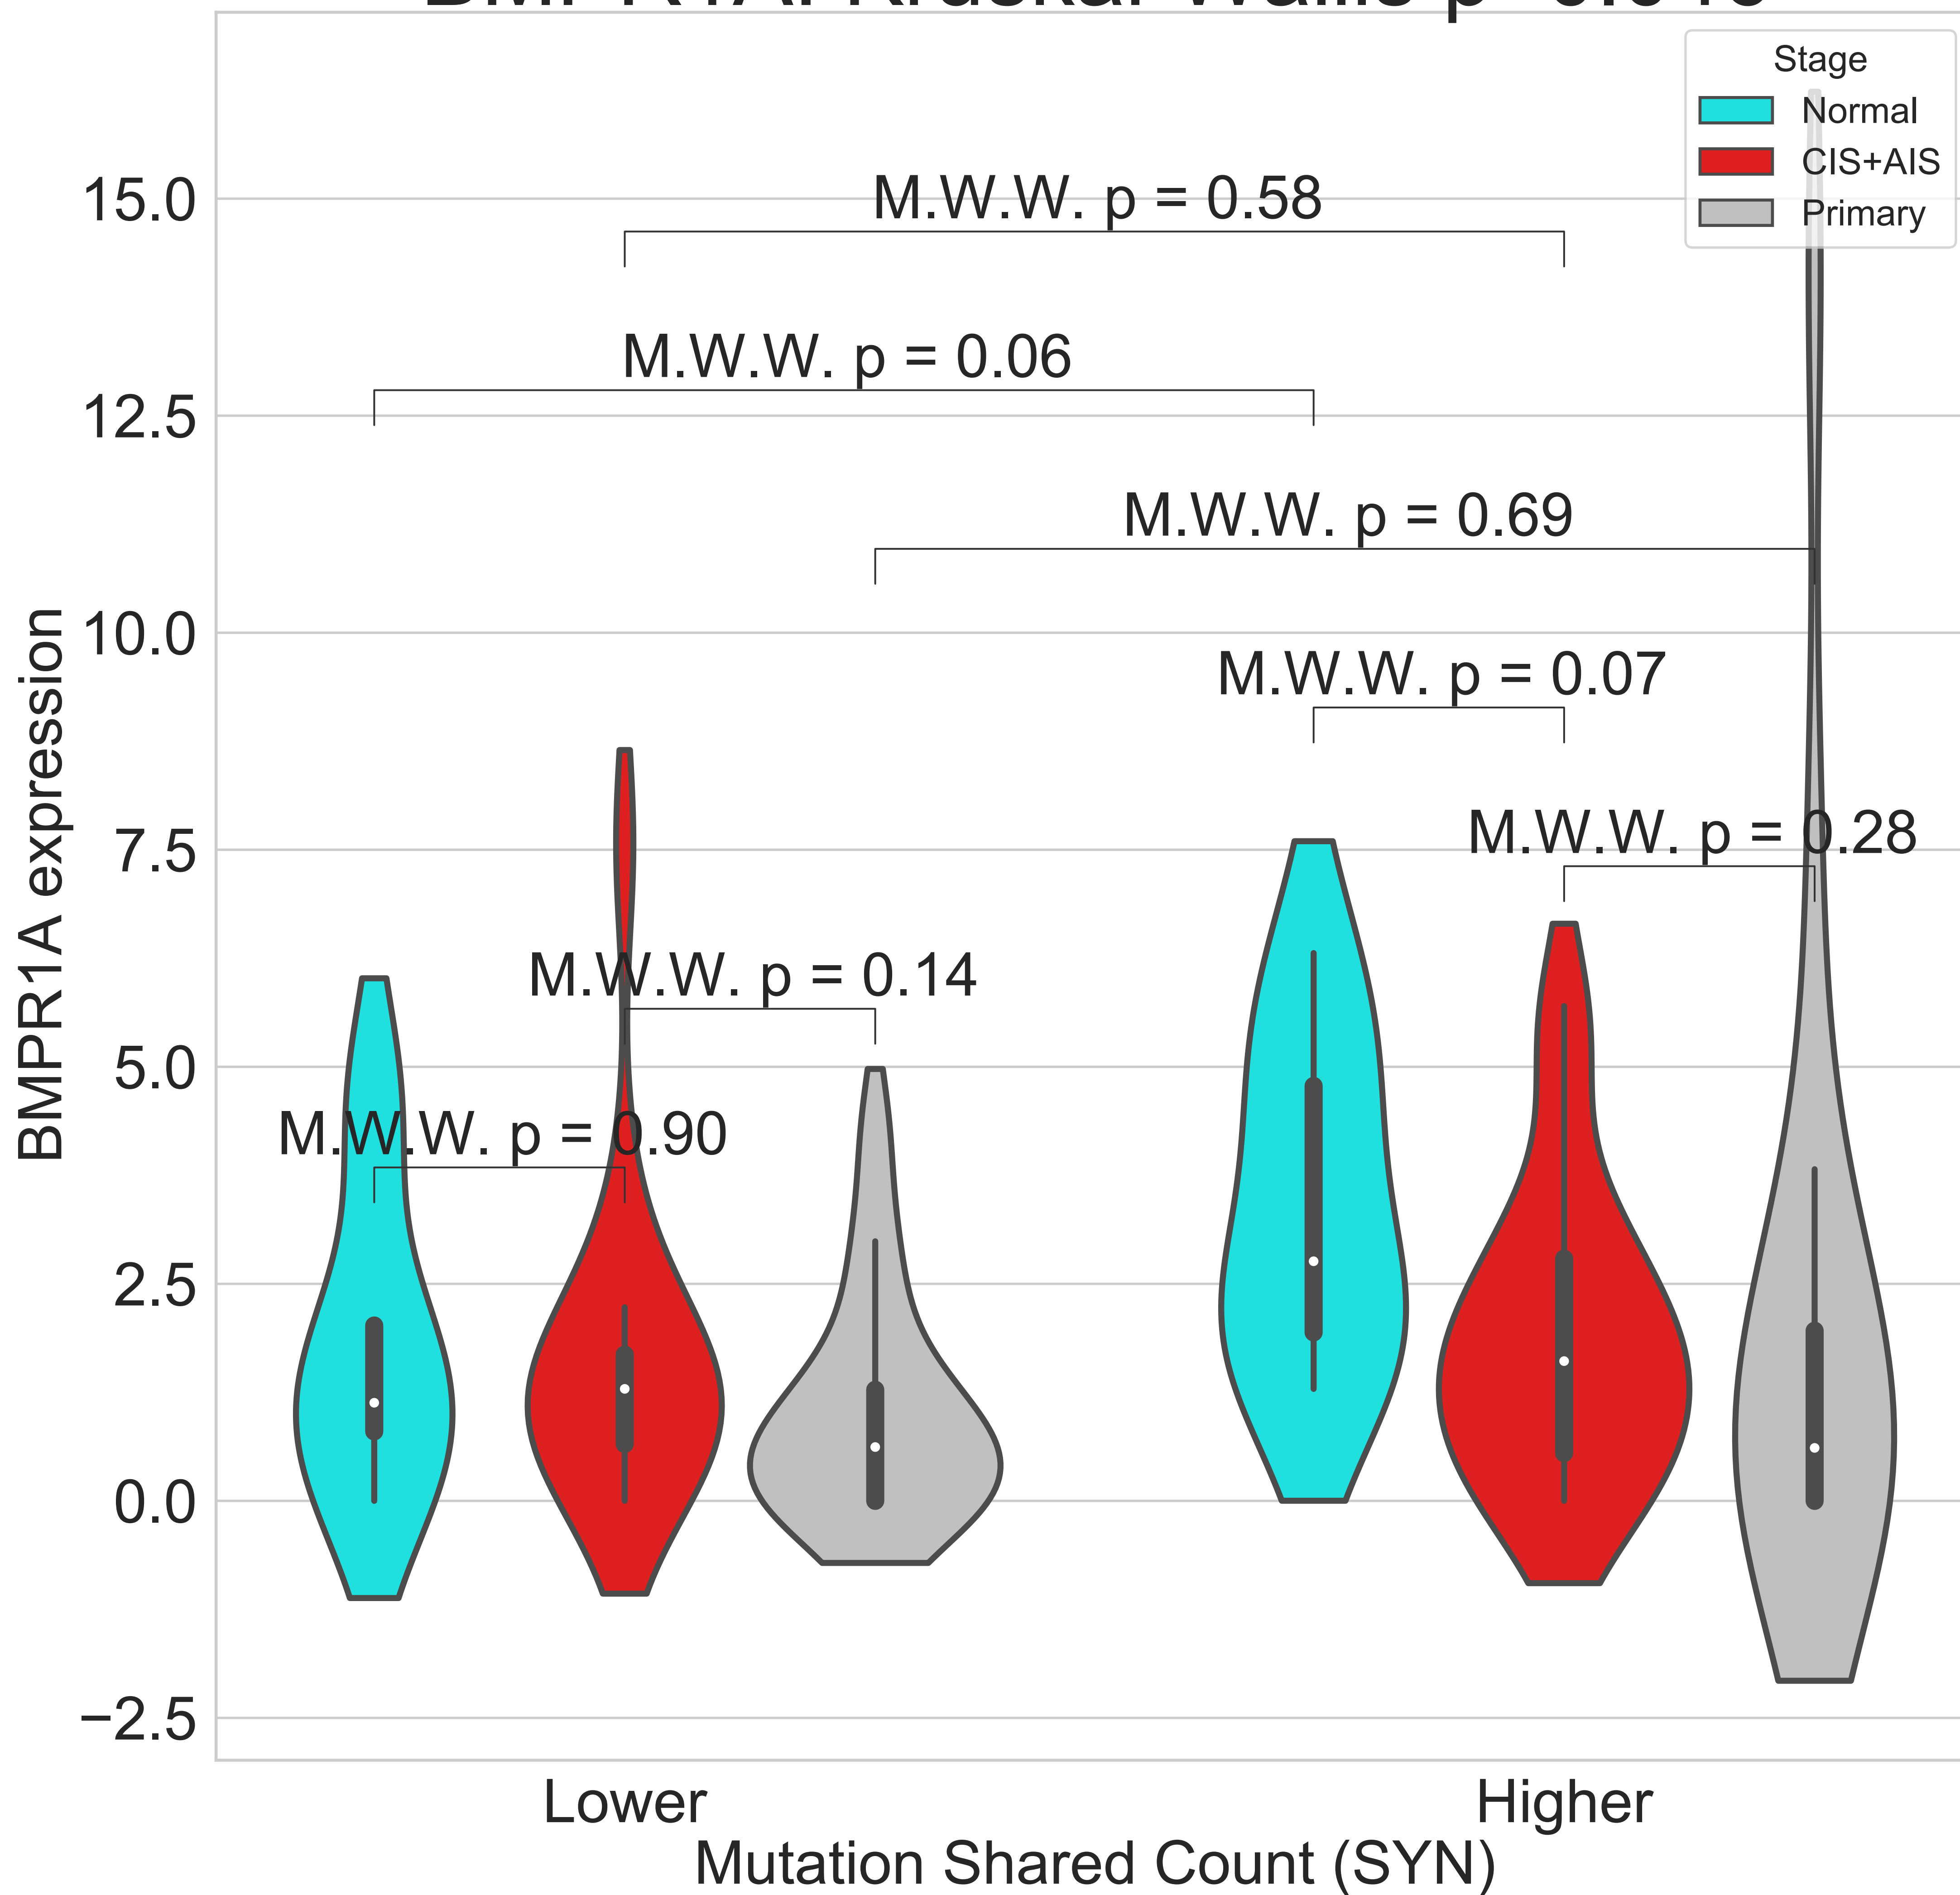 Stage
Normal
CIS+AIS
Primary
15.0
M.W.W. p = 0.58
M.W.W. p = 0.06
12.5
M.W.W. p = 0.69
10.0
M.W.W. p = 0.07
7.5
M.W.W. p = 0.28
M.W.W. p = 0.14
5.0
M.W.W. p = 0.90
2.5
0.0
−2.5
BMPR1A expression
Lower
Higher
Mutation Shared Count (SYN)